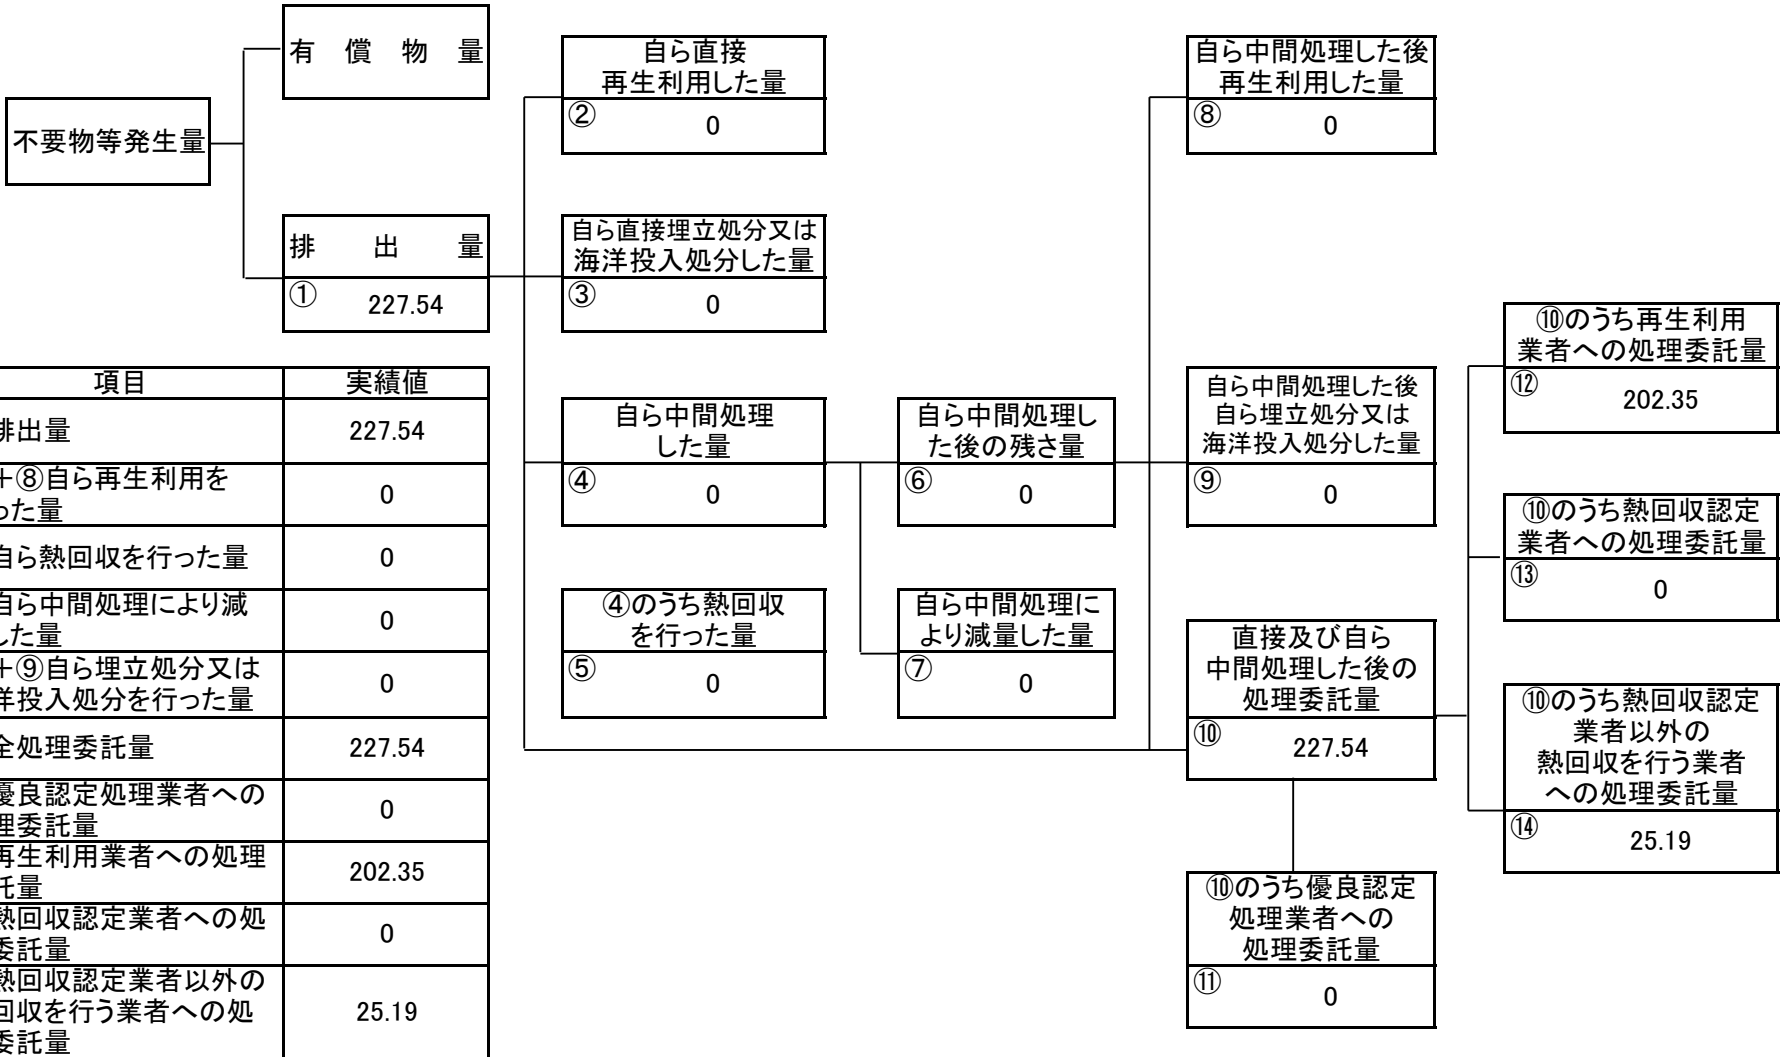 有償物量
不要物等発生量
排出量
① 227.54
自ら直接
再生利用した量
② 0
自ら直接埋立処分又は
海洋投入処分した量
③ 0
自ら中間処理
した量
④ 0
④のうち熱回収
を行った量
⑤ 0
自ら中間処理し
た後の残さ量
⑥ 0
自ら中間処理に
より減量した量
⑦ 0
自ら中間処理した後
再生利用した量
⑧ 0
自ら中間処理した後
自ら埋立処分又は
海洋投入処分した量
⑨ 0
直接及び自ら
中間処理した後の
処理委託量
⑩ 227.54
⑩のうち優良認定
処理業者への
処理委託量
⑪ 0
⑩のうち再生利用
業者への処理委託量
⑫ 202.35
⑩のうち熱回収認定
業者への処理委託量
⑬ 0
⑩のうち熱回収認定
業者以外の
熱回収を行う業者
への処理委託量
⑭ 25.19
項目 実績値
排出量 227.54
+⑧自ら再生利用を
った量 0
自ら熱回収を行った量 0
自ら中間処理により減
した量 0
+⑨自ら埋立処分又は
洋投入処分を行った量 0
全処理委託量 227.54
優良認定処理業者への
理委託量 0
再生利用業者への処理
託量 202.35
熱回収認定業者への処
委託量 0
熱回収認定業者以外の
回収を行う業者への処
委託量 25.19